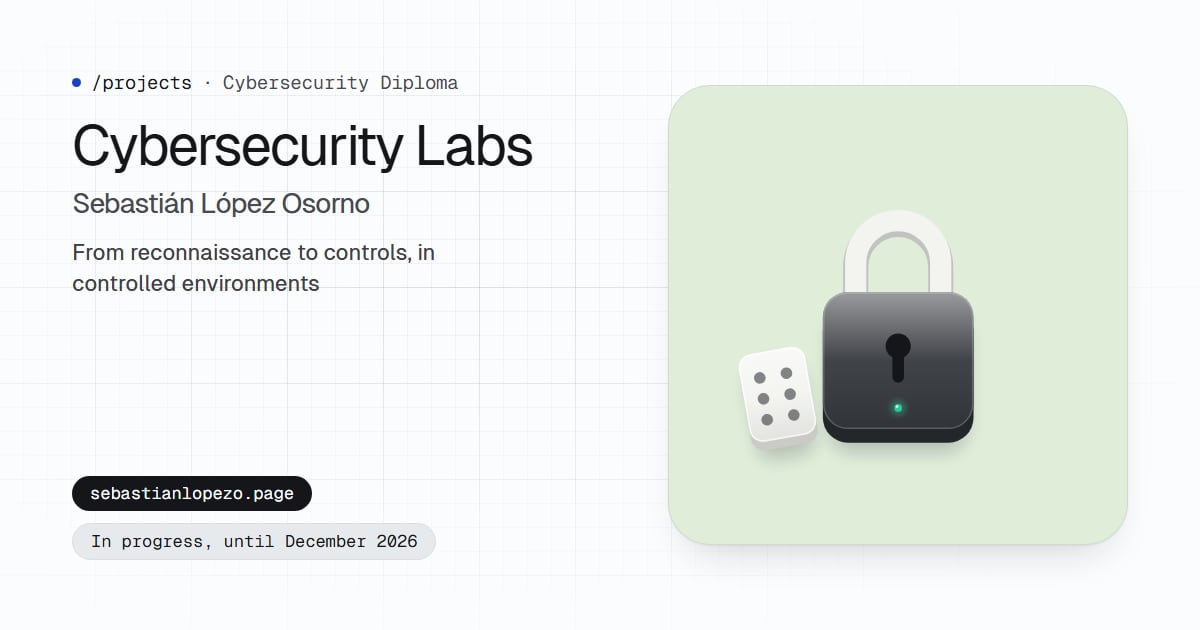 /projects · Cybersecurity Diploma
Cybersecurity Labs
Sebastián López Osorno
From reconnaissance to controls, in
controlled environments
sebastianlopezo.page
In progress, until December 2026